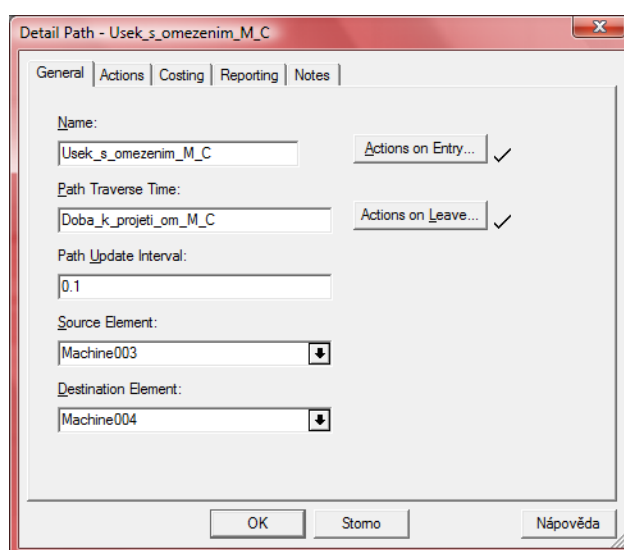 Detail Path - Usek_s_omezenim_M_C
General Actions Costing Reporting Notes
Name:
Usek_s_omezenim_M_C
Actions on Entry...
Path Traverse Time:
Doba_k_projeti_om_M_C
Actions on Leave...
Path Update Interval:
0.1
Source Element:
Machine003
Destination Element:
Machine004
OK Storno Nápověda